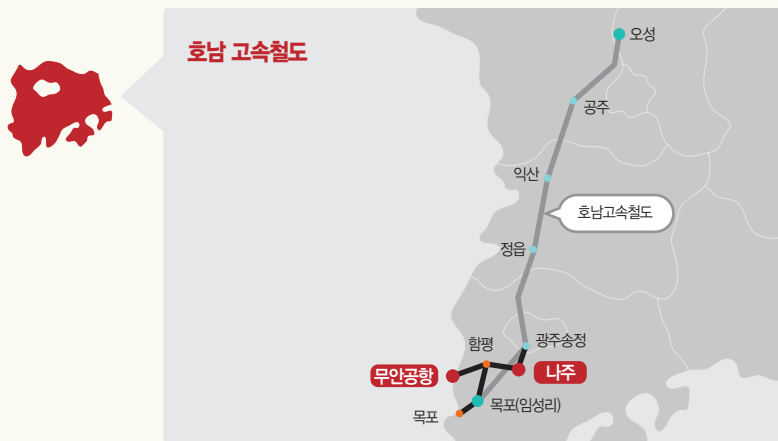 호남 고속철도
오성
공주
익산
호남고속철도
정읍
광주송정
함평
무안공항
나주
목포(임성리)
목포